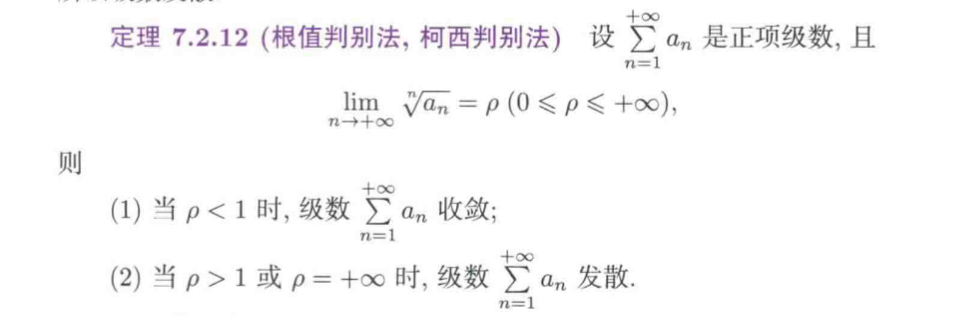 定理 7.2.12 (根值判别法, 柯西判别法) 设 $\sum_{n=1}^{+\infty} a_n$ 是正项级数, 且
$\lim_{n\to+\infty} \sqrt[n]{a_n} = \rho\ (0 \leqslant \rho \leqslant +\infty),$
则
(1) 当 $\rho < 1$ 时, 级数 $\sum_{n=1}^{+\infty} a_n$ 收敛;
(2) 当 $\rho > 1$ 或 $\rho = +\infty$ 时, 级数 $\sum_{n=1}^{+\infty} a_n$ 发散.